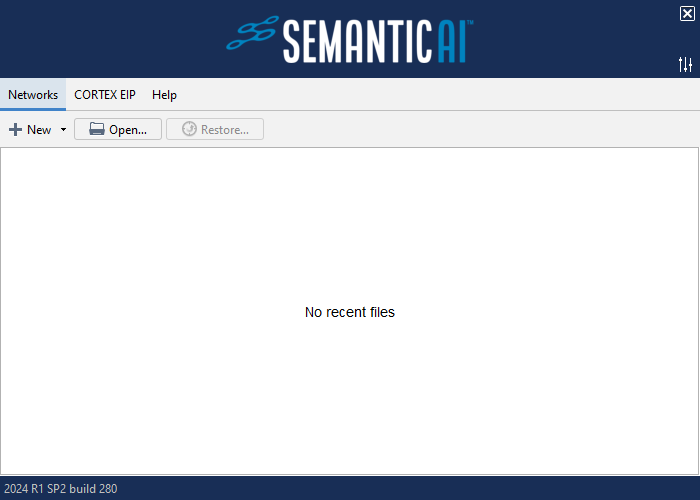 SEMANTIC AI™
Networks CORTEX EIP Help
New Open... Restore...
No recent files
2024 R1 SP2 build 280